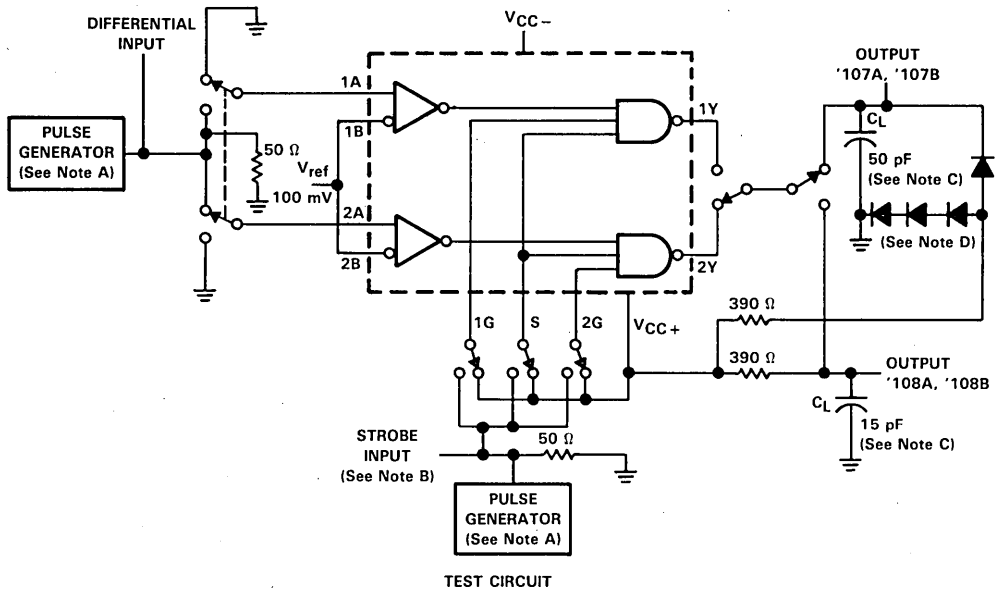 DIFFERENTIAL
INPUT
VCC−
OUTPUT
'107A, '107B
PULSE
GENERATOR
(See Note A)
50 Ω
Vref
100 mV
1A
1B
2A
2B
1Y
2Y
CL
50 pF
(See Note C)
(See Note D)
1G
S
2G
VCC+
390 Ω
390 Ω
OUTPUT
'108A, '108B
CL
15 pF
(See Note C)
STROBE
INPUT
(See Note B)
50 Ω
PULSE
GENERATOR
(See Note A)
TEST CIRCUIT